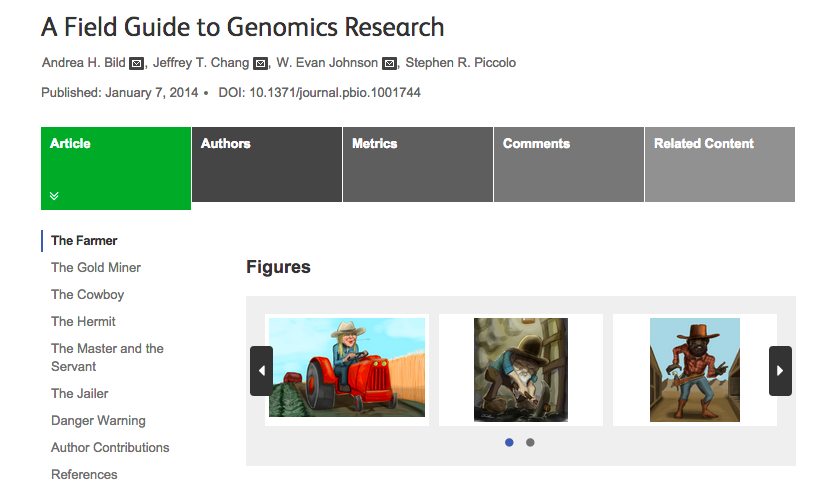 A Field Guide to Genomics Research
Andrea H. Bild , Jeffrey T. Chang , W. Evan Johnson , Stephen R. Piccolo
Published: January 7, 2014 • DOI: 10.1371/journal.pbio.1001744
Article
Authors
Metrics
Comments
Related Content
The Farmer
The Gold Miner
The Cowboy
The Hermit
The Master and the
Servant
The Jailer
Danger Warning
Author Contributions
References
Figures